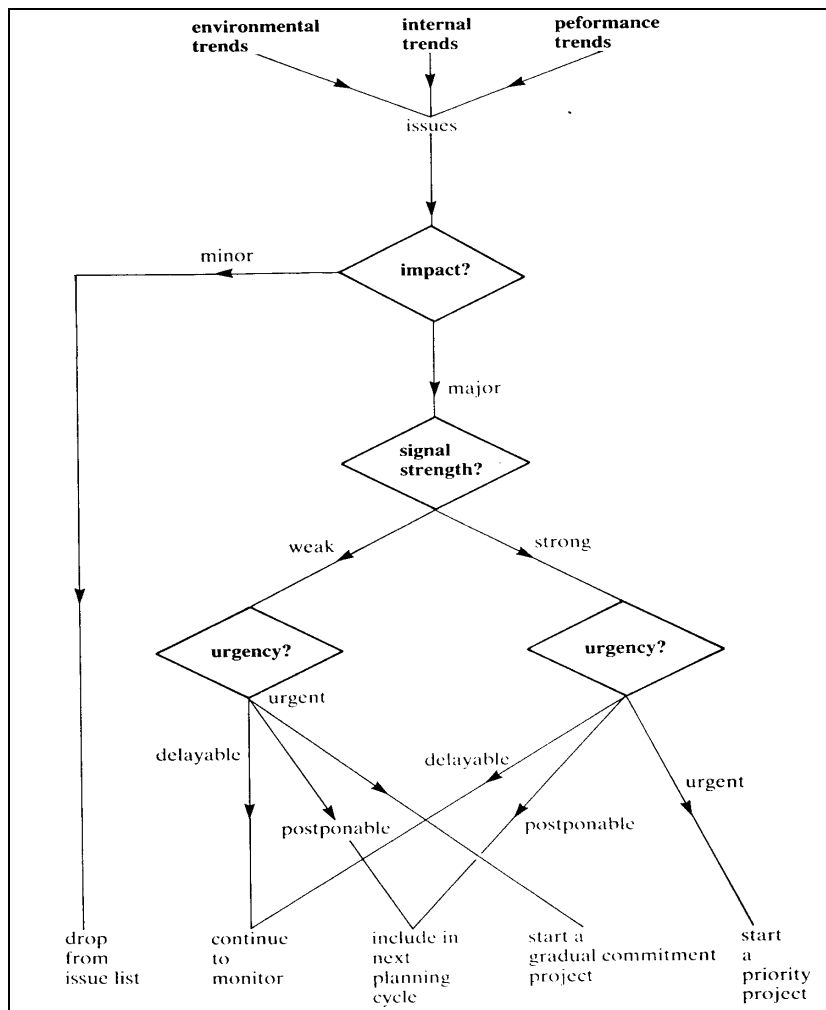 environmental
trends
internal
trends
peformance
trends
issues
minor
impact?
major
signal
strength?
weak
strong
urgency?
urgency?
urgent
delayable
delayable
urgent
postponable
postponable
drop
from
issue list
continue
to
monitor
include in
next
planning
cycle
start a
gradual commitment
project
start
a
priority
project